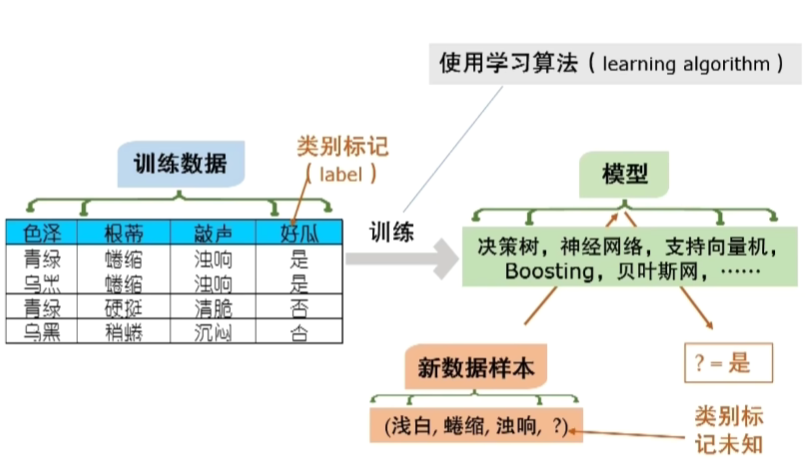 使用学习算法（learning algorithm）
类别标记
（label）
训练数据
模型
色泽 根蒂 敲声 好瓜
青绿 蜷缩 浊响 是
乌黑 蜷缩 浊响 是
青绿 硬挺 清脆 否
乌黑 稍蜷 沉闷 否
训练
决策树，神经网络，支持向量机，
Boosting，贝叶斯网，……
新数据样本
(浅白, 蜷缩, 浊响, ?)
? = 是
类别标
记未知